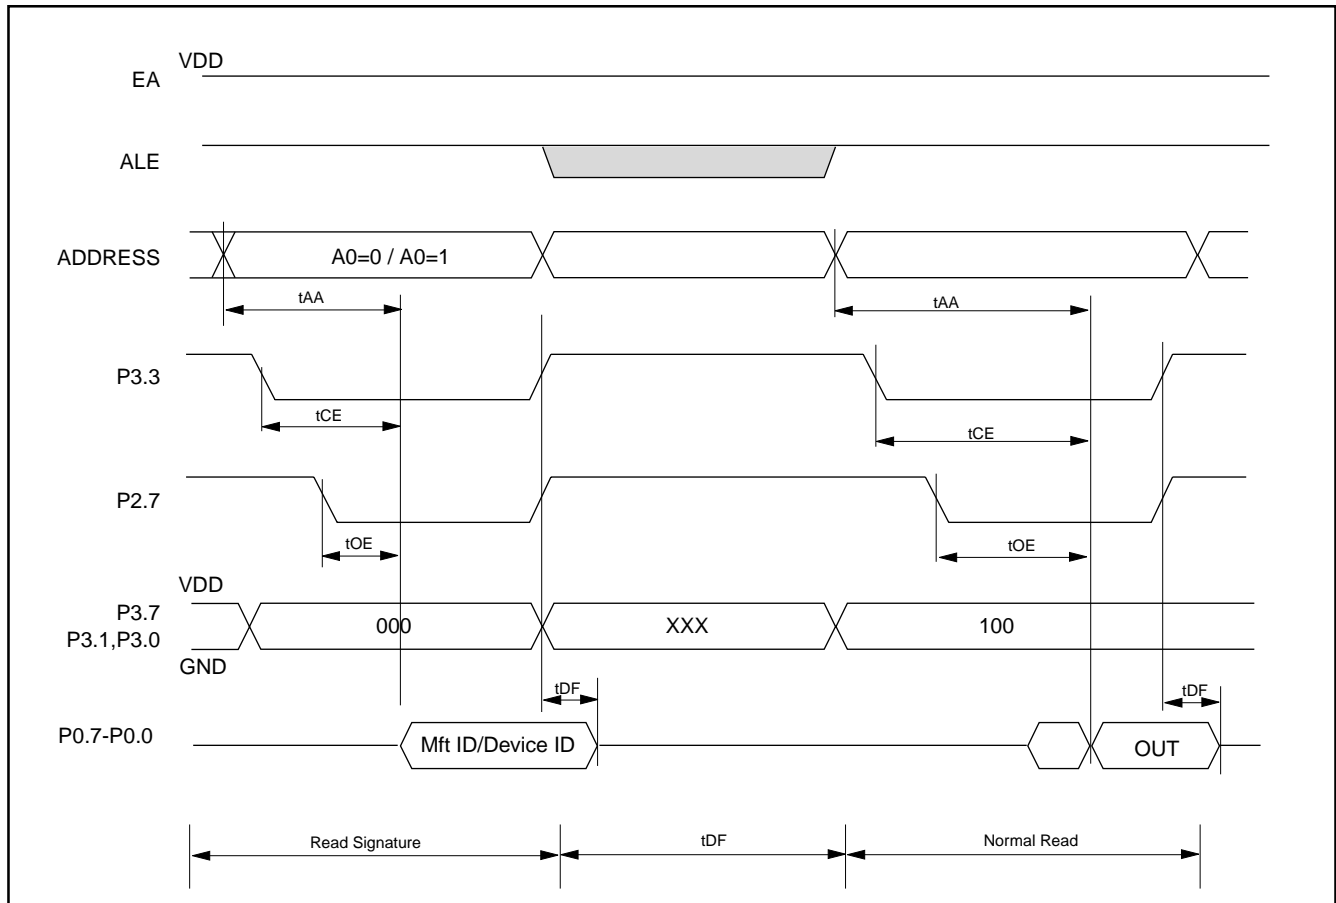 VDD
EA
ALE
ADDRESS
A0=0 / A0=1
tAA
tAA
P3.3
tCE
tCE
P2.7
tOE
tOE
VDD
P3.7
P3.1,P3.0
000
XXX
100
GND
tDF
tDF
P0.7-P0.0
Mft ID/Device ID
OUT
Read Signature
tDF
Normal Read